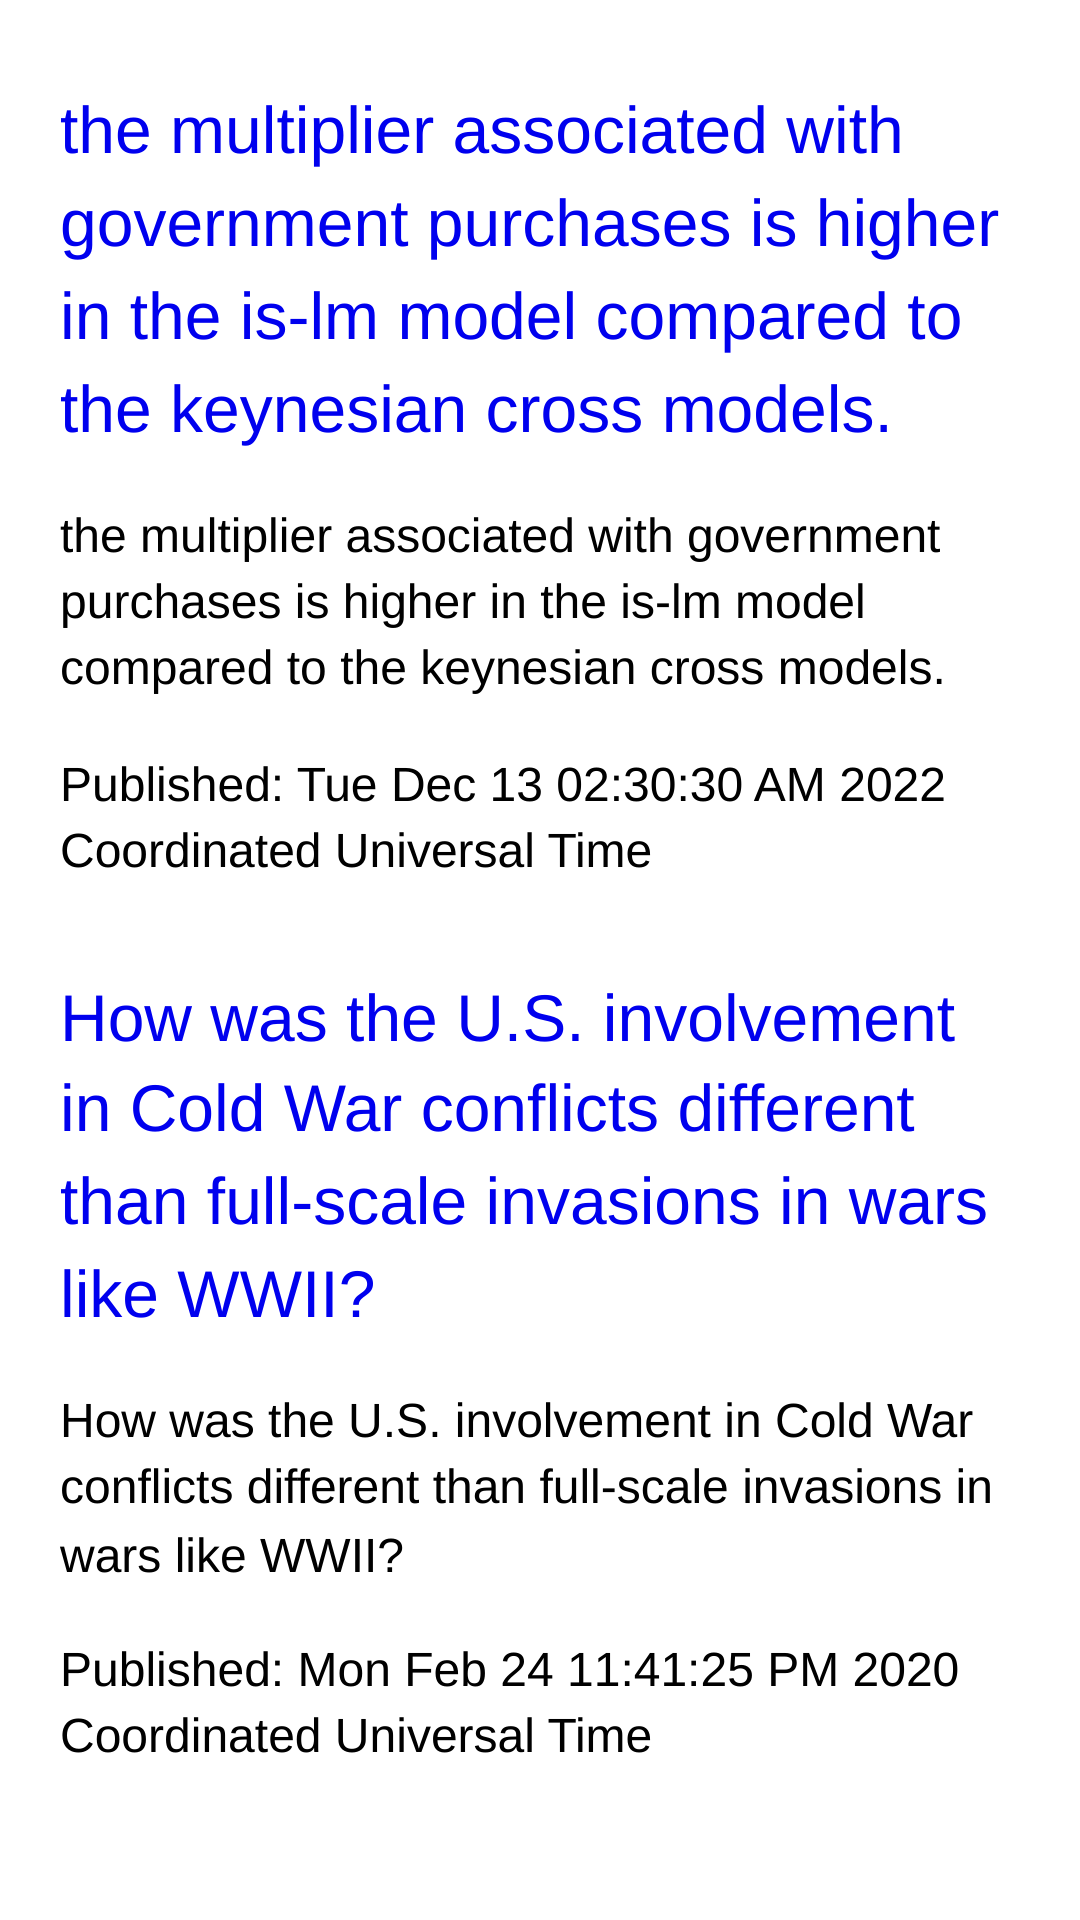 the multiplier associated with
government purchases is higher
in the is-lm model compared to
the keynesian cross models.
the multiplier associated with government
purchases is higher in the is-lm model
compared to the keynesian cross models.
Published: Tue Dec 13 02:30:30 AM 2022
Coordinated Universal Time
How was the U.S. involvement
in Cold War conflicts different
than full-scale invasions in wars
like WWII?
How was the U.S. involvement in Cold War
conflicts different than full-scale invasions in
wars like WWII?
Published: Mon Feb 24 11:41:25 PM 2020
Coordinated Universal Time